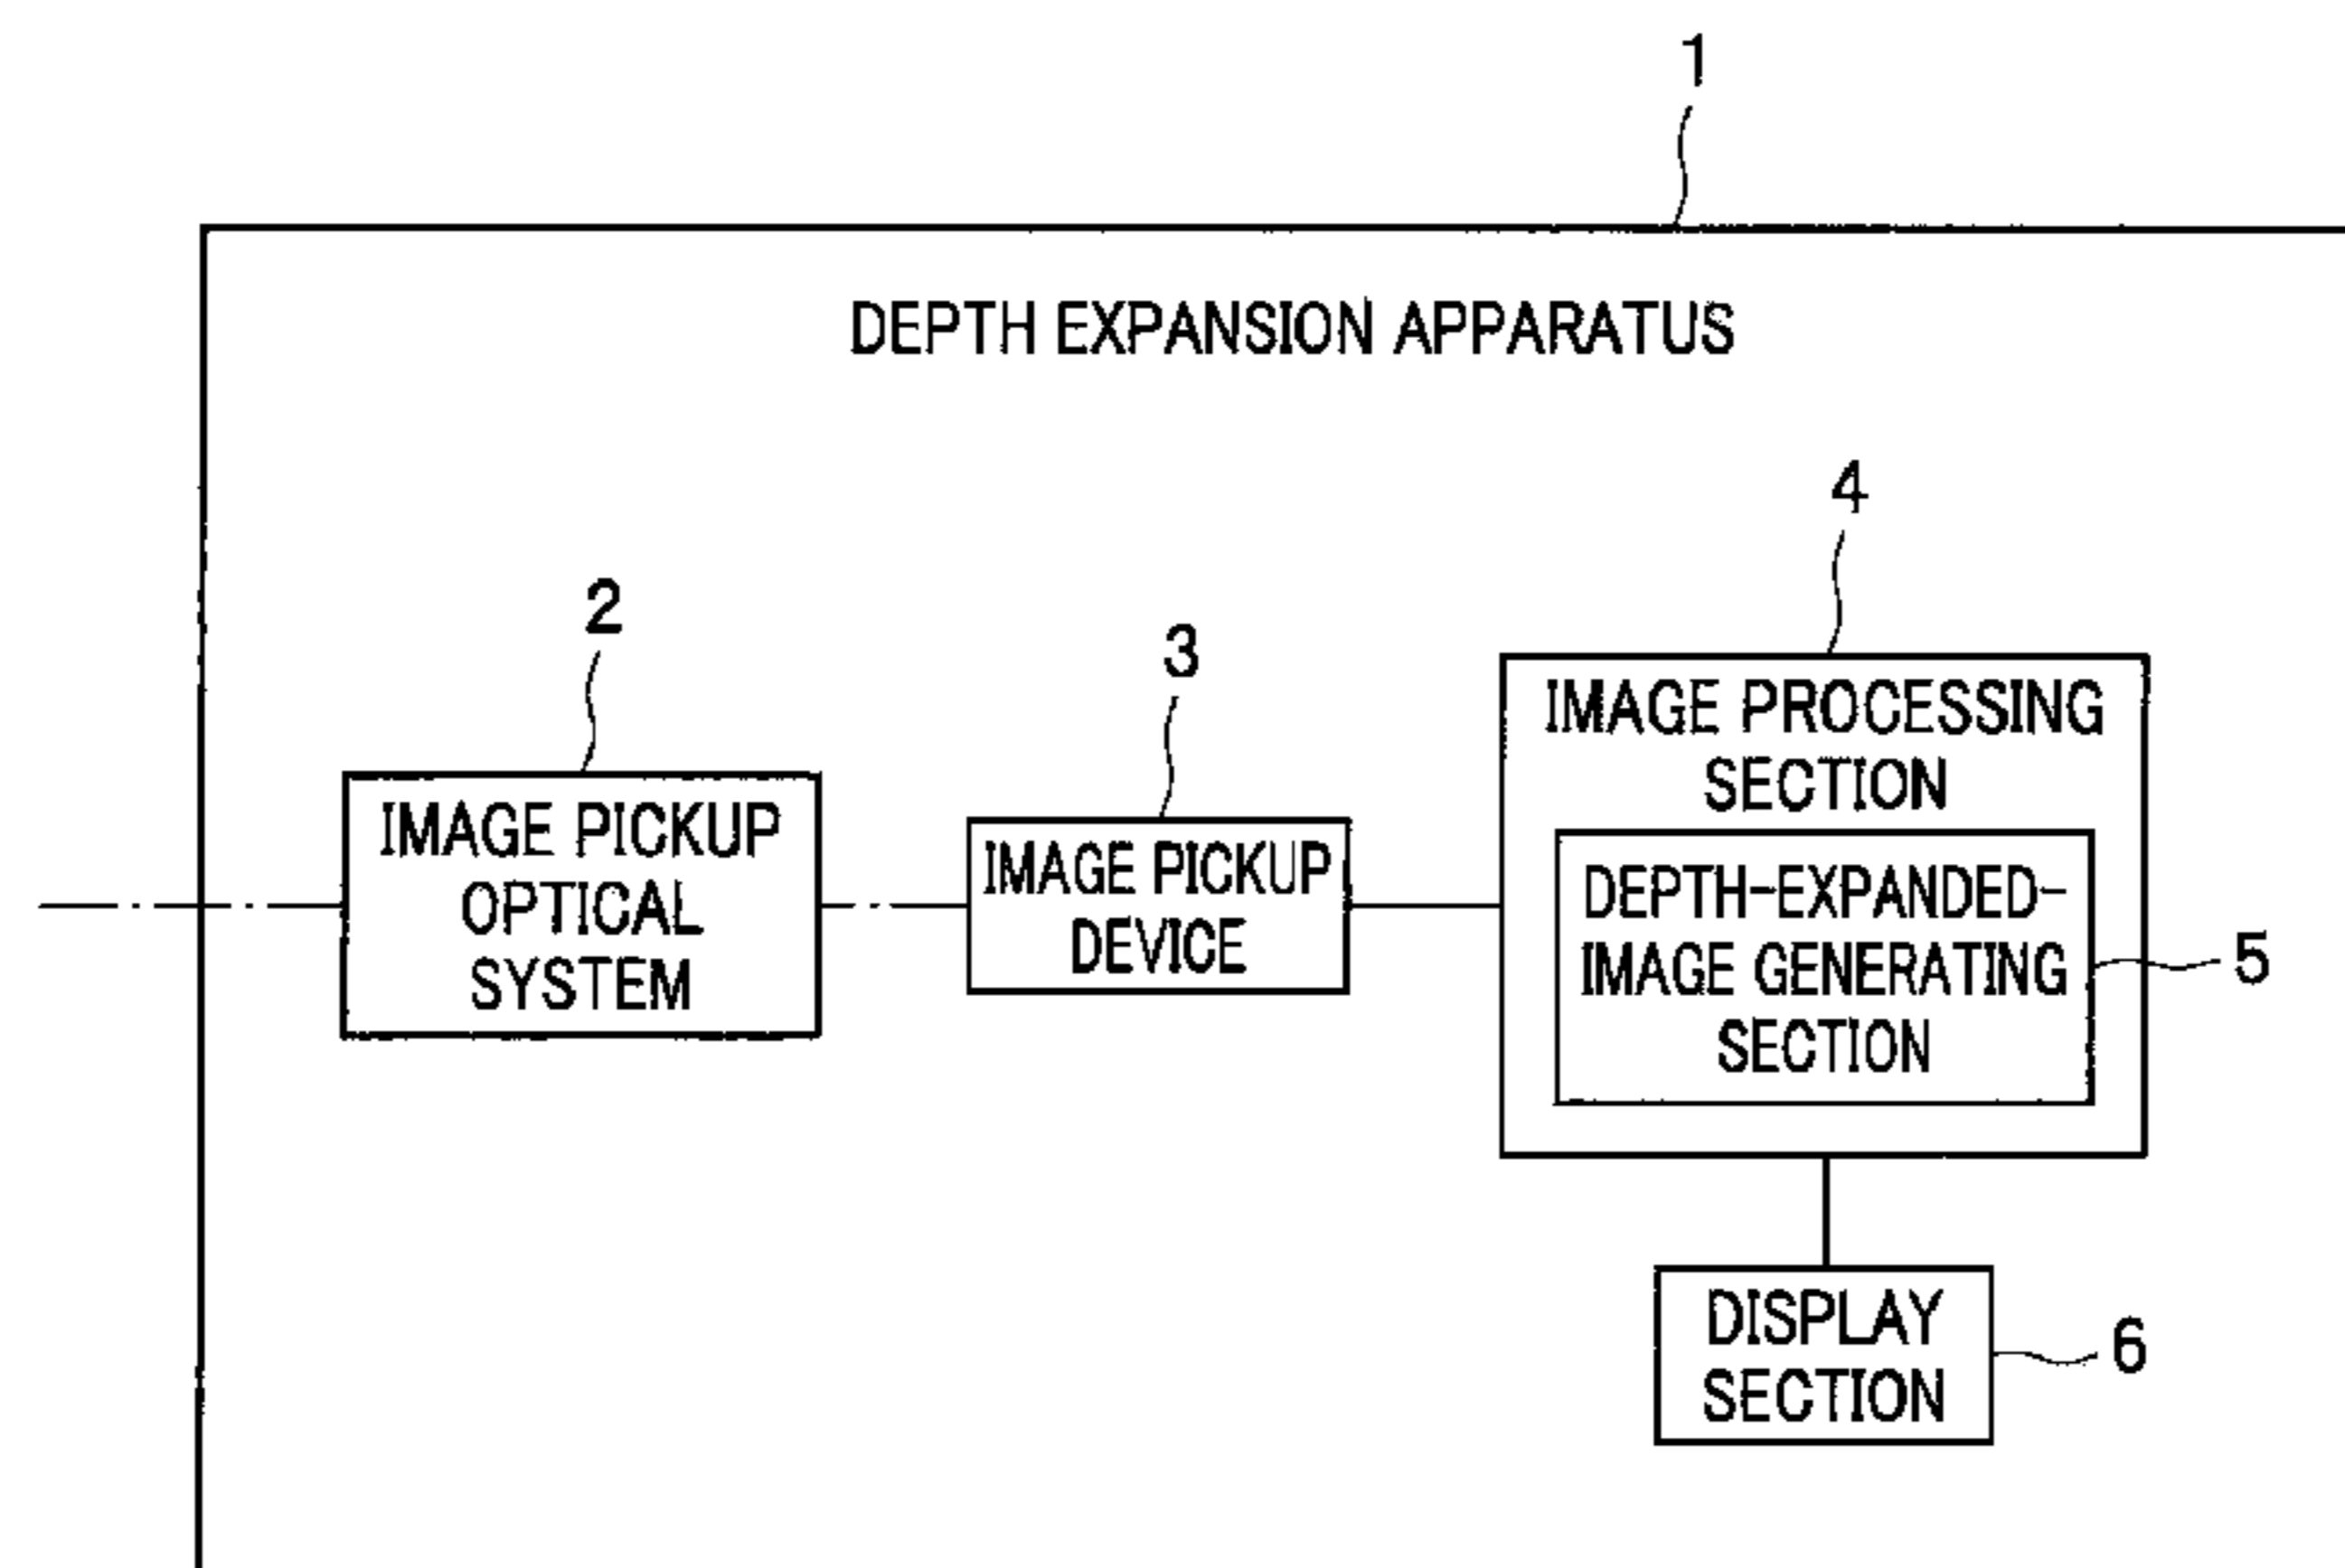 1
DEPTH EXPANSION APPARATUS
4
2
3
IMAGE PROCESSING
SECTION
IMAGE PICKUP
OPTICAL
SYSTEM
IMAGE PICKUP
DEVICE
DEPTH-EXPANDED-
IMAGE GENERATING
SECTION
5
DISPLAY
SECTION
6